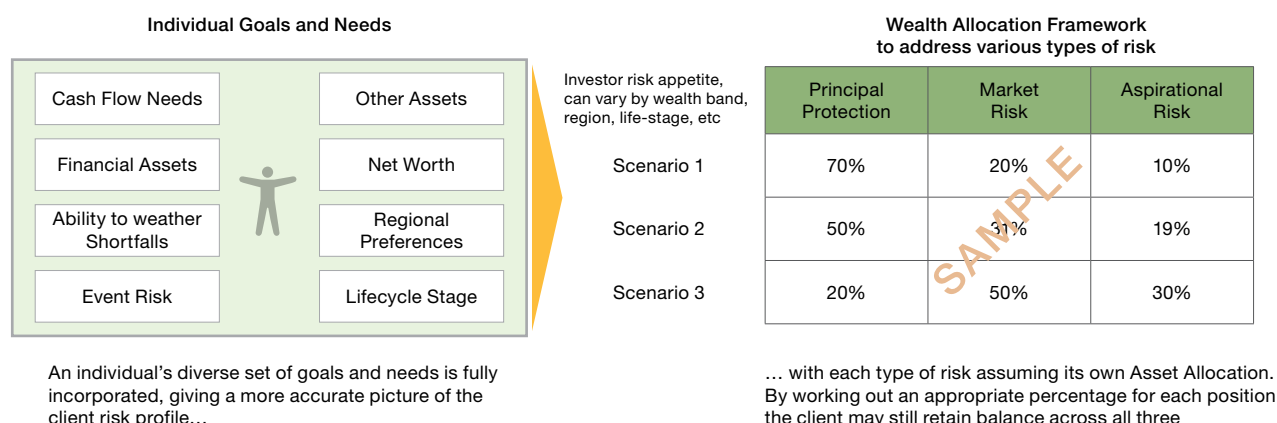 Individual Goals and Needs
Cash Flow Needs
Other Assets
Financial Assets
Net Worth
Ability to weather
Shortfalls
Regional
Preferences
Event Risk
Lifecycle Stage
An individual’s diverse set of goals and needs is fully
incorporated, giving a more accurate picture of the
client risk profile…
Investor risk appetite,
can vary by wealth band,
region, life-stage, etc
Wealth Allocation Framework
to address various types of risk
Principal
Protection
Market
Risk
Aspirational
Risk
Scenario 1
70%
20%
10%
Scenario 2
50%
31%
19%
Scenario 3
20%
50%
30%
SAMPLE
… with each type of risk assuming its own Asset Allocation.
By working out an appropriate percentage for each position
the client may still retain balance across all three